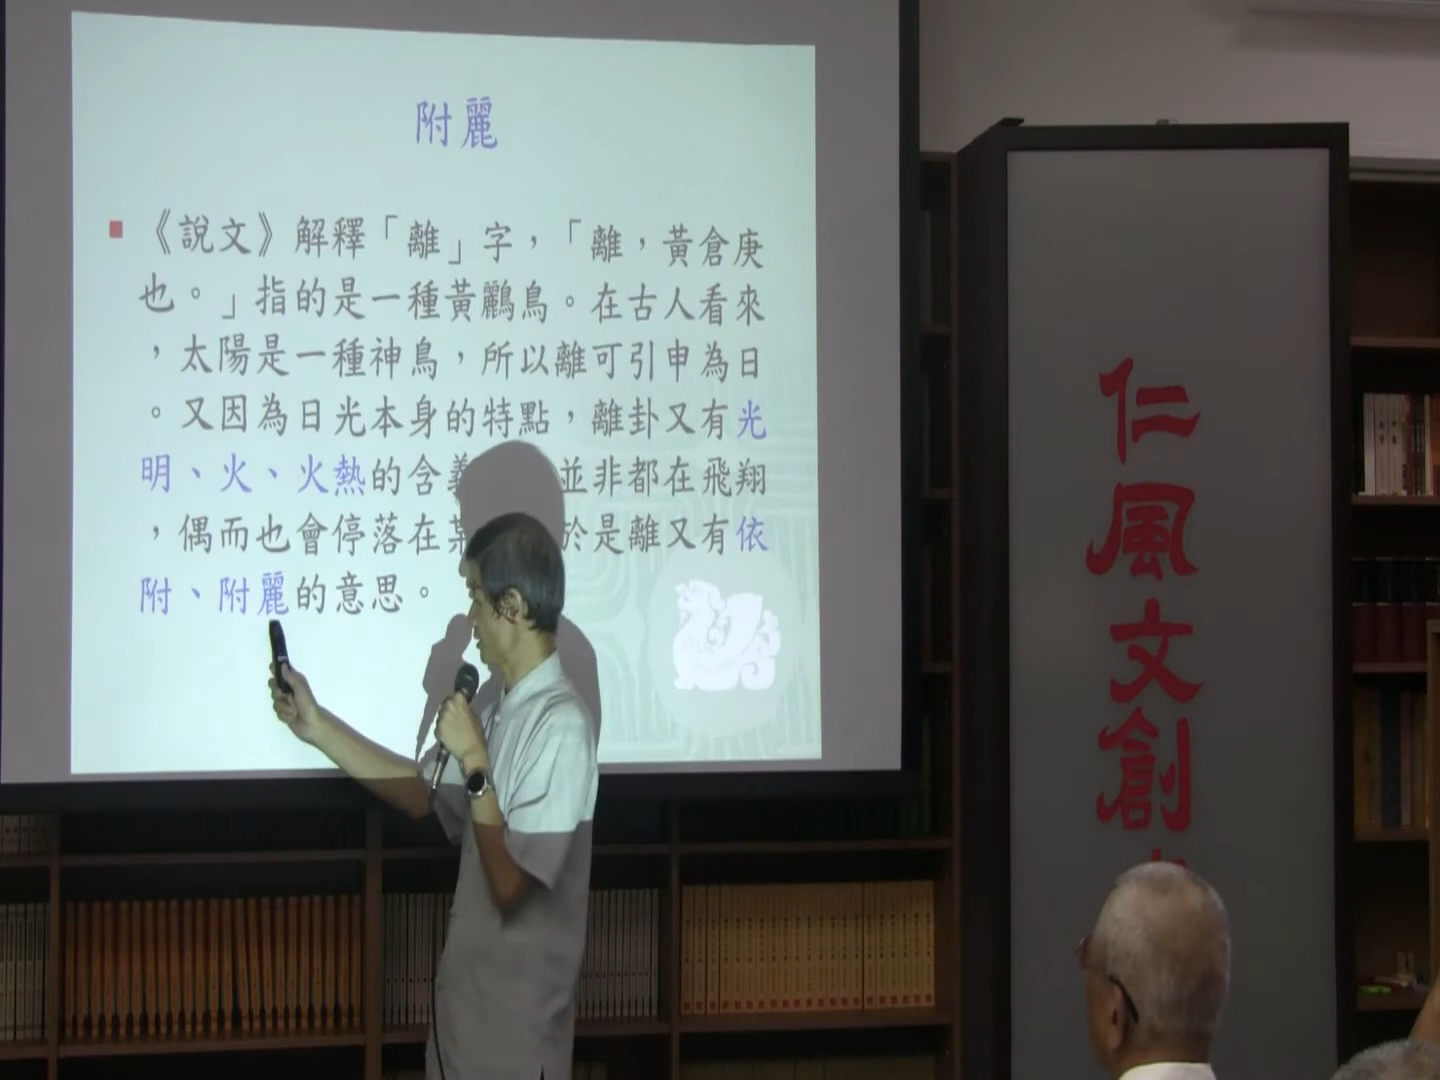 附麗
《說文》解釋「離」字，「離，黃倉庚
也。」指的是一種黃鸝鳥。在古人看來
，太陽是一種神鳥，所以離可引申為日
。又因為日光本身的特點，離卦又有光
明、火、火熱的含義 並非都在飛翔
，偶而也會停落在某 於是離又有依
附、附麗的意思。
仁風文創